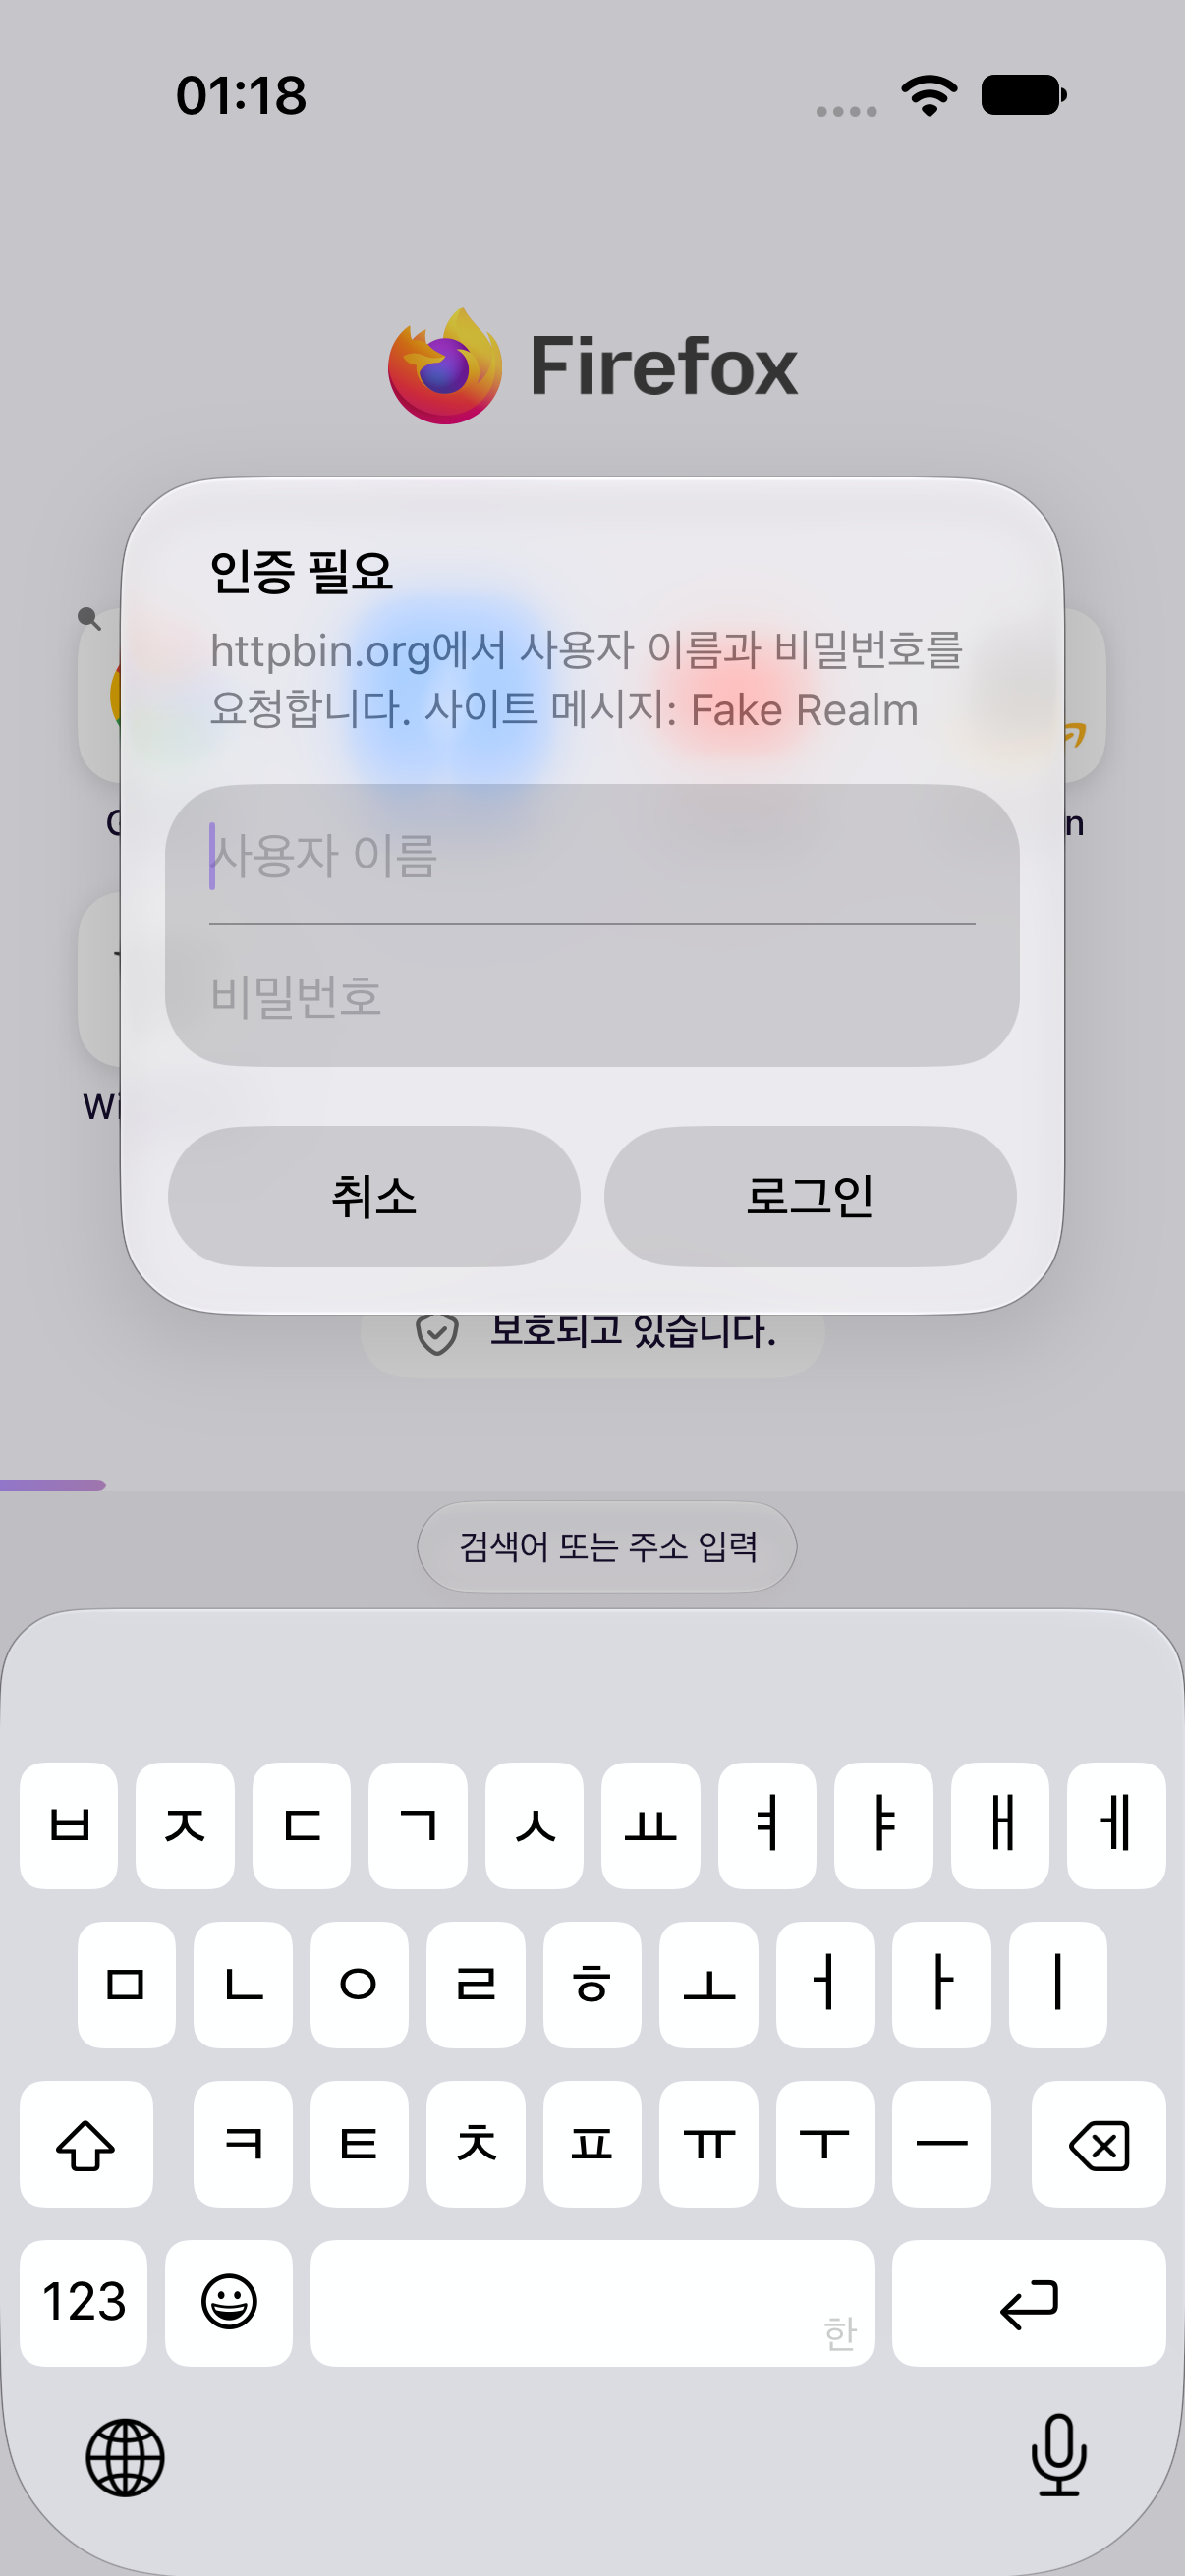 01:18
Firefox
인증 필요
httpbin.org에서 사용자 이름과 비밀번호를
요청합니다. 사이트 메시지: Fake Realm
사용자 이름
비밀번호
취소
로그인
보호되고 있습니다.
검색어 또는 주소 입력
ㅂ ㅈ ㄷ ㄱ ㅅ ㅛ ㅕ ㅑ ㅐ ㅔ
ㅁ ㄴ ㅇ ㄹ ㅎ ㅗ ㅓ ㅏ ㅣ
ㅋ ㅌ ㅊ ㅍ ㅠ ㅜ ㅡ
123
한